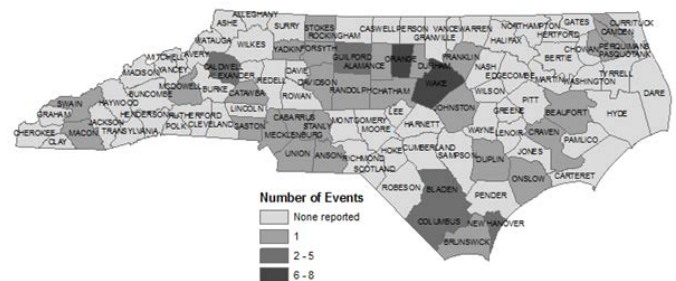 ALLEGHANY
ASHE
SURRY
STOKES
ROCKINGHAM
CASWELL
PERSON
VANCE
WARREN
GRANVILLE
NORTHAMPTON
GATES
CURRITUCK
CAMDEN
HERTFORD
HALIFAX
WATAUGA
WILKES
YADKIN
FORSYTH
GUILFORD
ALAMANCE
ORANGE
DURHAM
FRANKLIN
NASH
BERTIE
CHOWAN
PERQUIMANS
PASQUOTANK
MITCHELL
AVERY
CALDWELL
ALEXANDER
DAVIE
IREDELL
DAVIDSON
WAKE
EDGECOMBE
MARTIN
WASHINGTON
TYRRELL
DARE
MADISON
YANCEY
MCDOWELL
BURKE
CATAWBA
ROWAN
RANDOLPH
CHATHAM
WILSON
PITT
BUNCOMBE
SWAIN
HAYWOOD
LINCOLN
LEE
JOHNSTON
GREENE
BEAUFORT
HYDE
GRAHAM
JACKSON
HENDERSON
RUTHERFORD
CLEVELAND
GASTON
CABARRUS
STANLY
MECKLENBURG
MONTGOMERY
MOORE
HARNETT
WAYNE
LENOIR
CRAVEN
PAMLICO
CHEROKEE
MACON
CLAY
TRANSYLVANIA
POLK
UNION
ANSON
RICHMOND
SCOTLAND
HOKE
CUMBERLAND
SAMPSON
DUPLIN
JONES
CARTERET
ROBESON
BLADEN
PENDER
ONSLOW
COLUMBUS
NEW HANOVER
BRUNSWICK
Number of Events
None reported
1
2 - 5
6 - 8